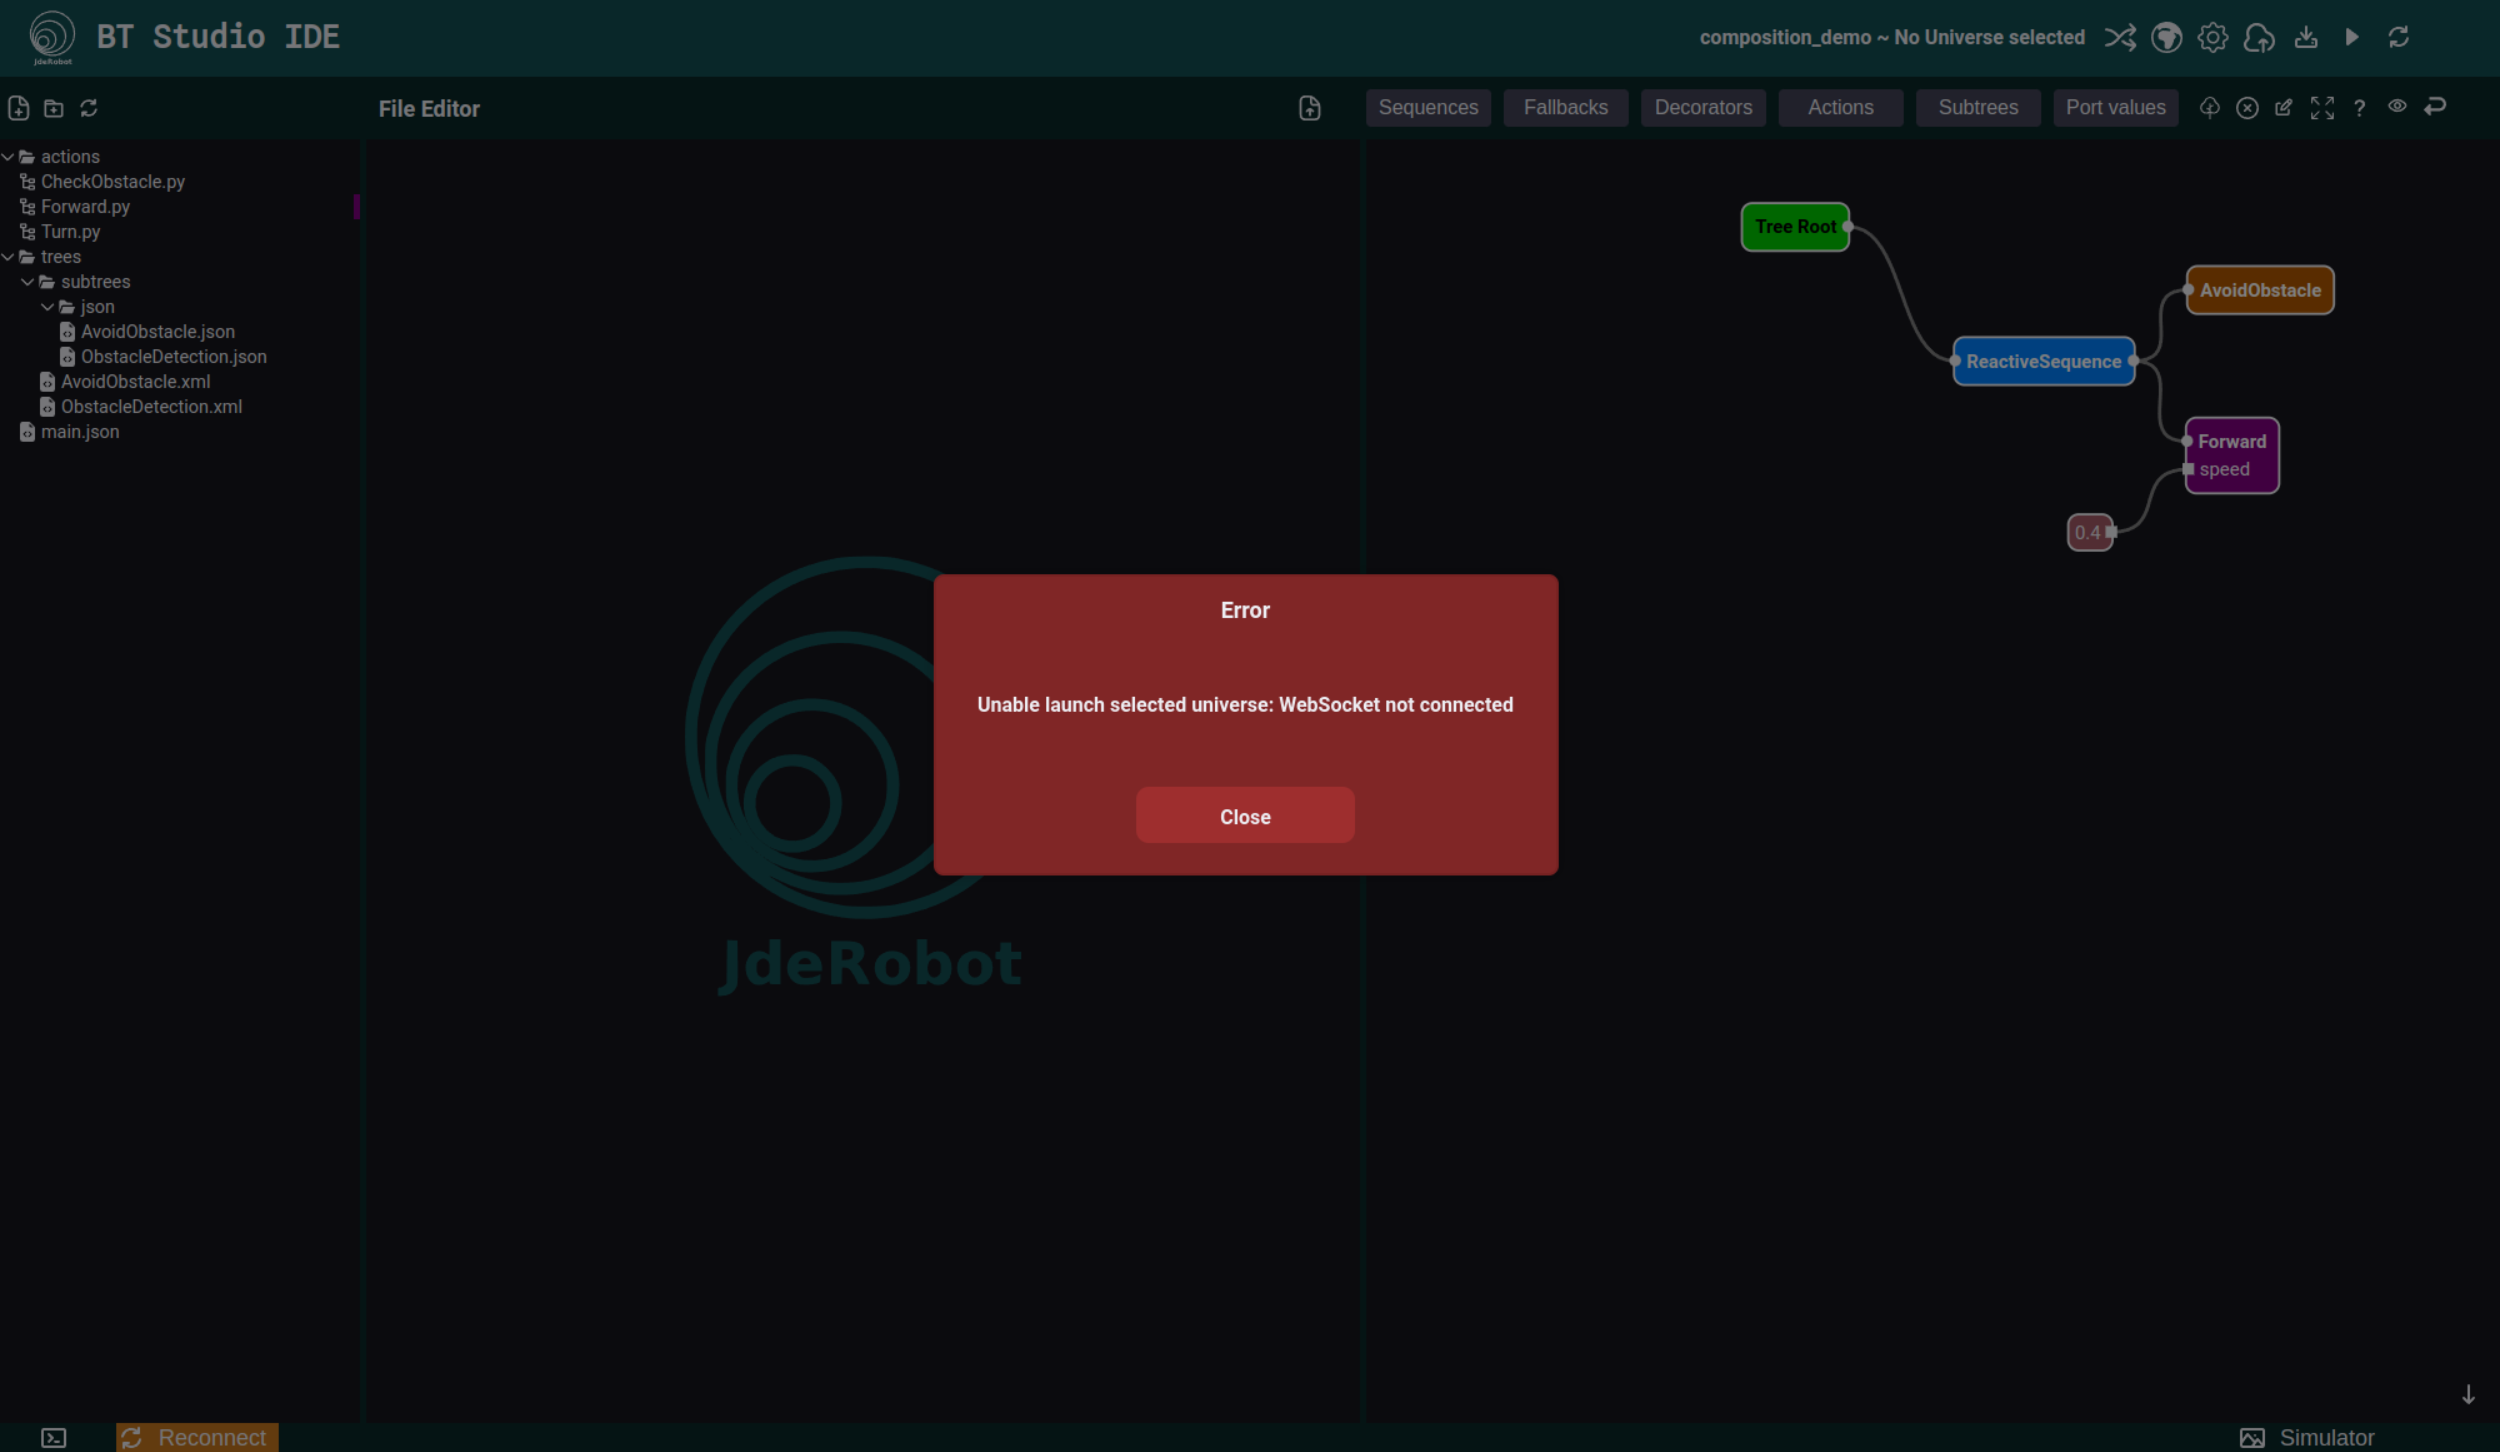 JdeRobot
BT Studio IDE
composition_demo ~ No Universe selected
File Editor
Sequences
Fallbacks
Decorators
Actions
Subtrees
Port values
actions
CheckObstacle.py
Forward.py
Turn.py
trees
subtrees
json
AvoidObstacle.json
ObstacleDetection.json
AvoidObstacle.xml
ObstacleDetection.xml
main.json
Tree Root
AvoidObstacle
ReactiveSequence
Forward
speed
0.4
Error
Unable launch selected universe: WebSocket not connected
Close
JdeRobot
Reconnect
Simulator